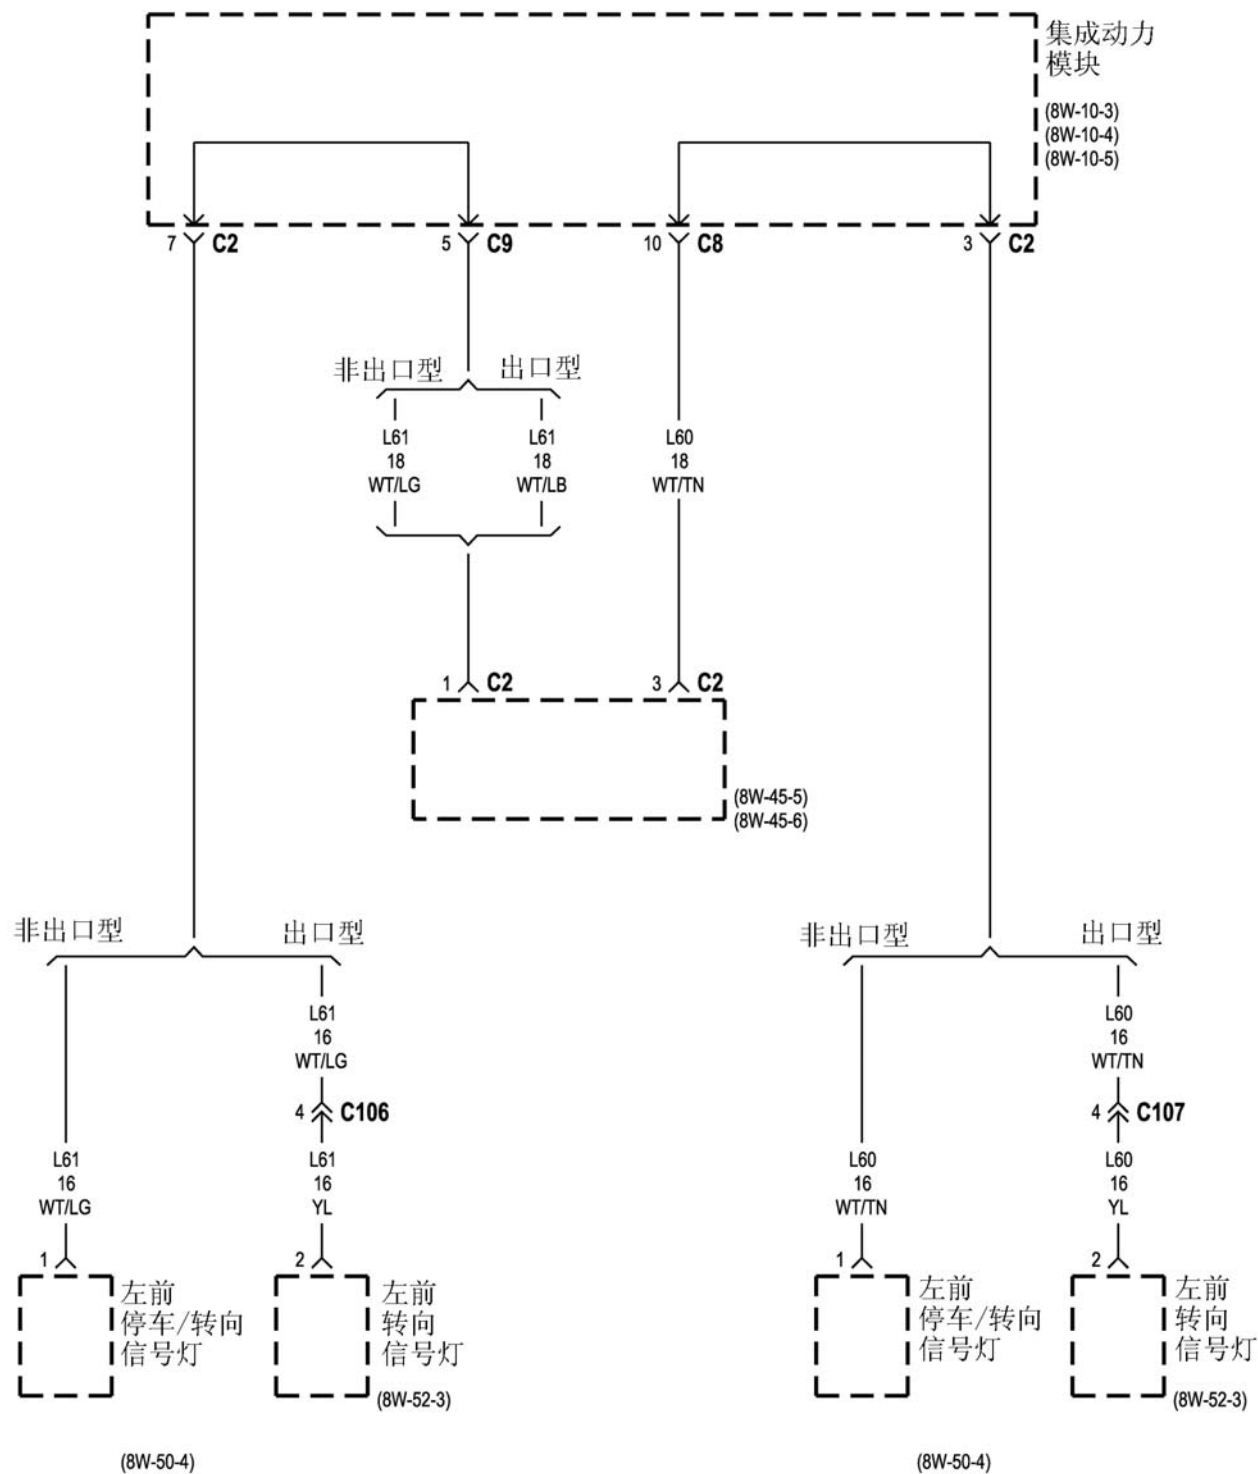 集成动力
模块
(8W-10-3)
(8W-10-4)
(8W-10-5)
7 C2
5 C9
10 C8
3 C2
非出口型
出口型
L61
18
WT/LG
L61
18
WT/LB
L60
18
WT/TN
1 C2
3 C2
(8W-45-5)
(8W-45-6)
非出口型
出口型
L61
16
WT/LG
4 C106
L61
16
WT/LG
L61
16
YL
1
2
左前
停车/转向
信号灯
左前
转向
信号灯
(8W-52-3)
(8W-50-4)
非出口型
出口型
L60
16
WT/TN
4 C107
L60
16
WT/TN
L60
16
YL
1
2
左前
停车/转向
信号灯
左前
转向
信号灯
(8W-52-3)
(8W-50-4)